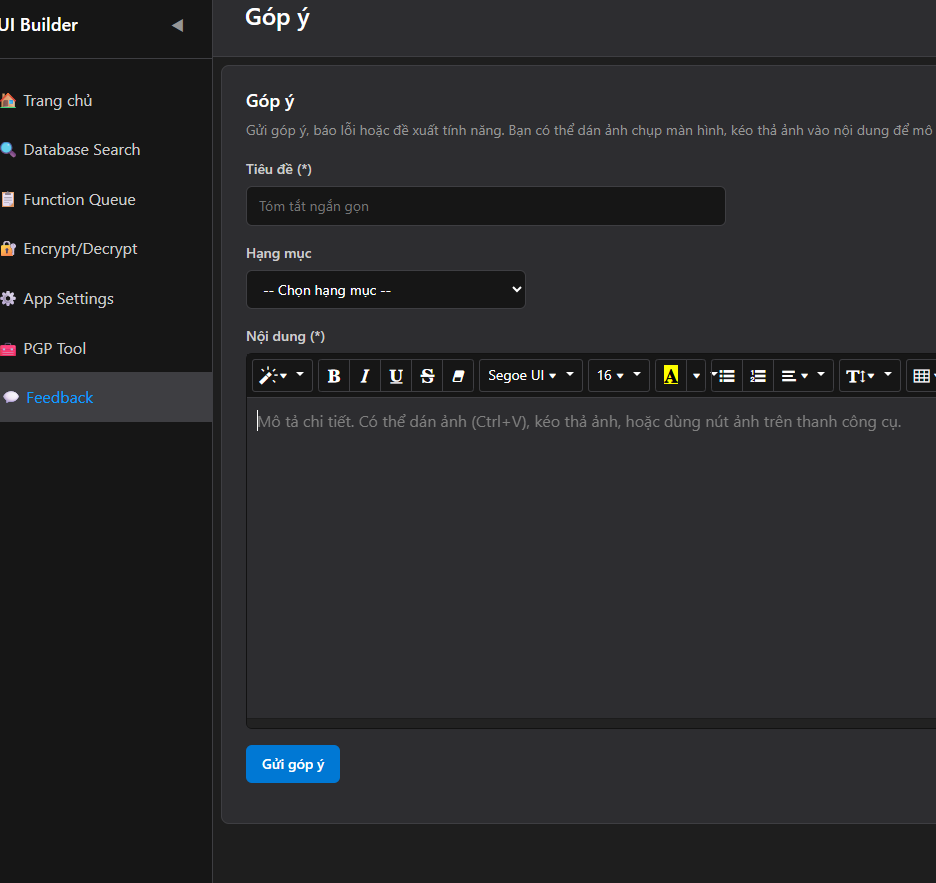 UI Builder
Góp ý
Trang chủ
Database Search
Function Queue
Encrypt/Decrypt
App Settings
PGP Tool
Feedback
Góp ý
Gửi góp ý, báo lỗi hoặc đề xuất tính năng. Bạn có thể dán ảnh chụp màn hình, kéo thả ảnh vào nội dung để mô
Tiêu đề (*)
Tóm tắt ngắn gọn
Hạng mục
-- Chọn hạng mục --
Nội dung (*)
B I U S Segoe UI 16 A T
Mô tả chi tiết. Có thể dán ảnh (Ctrl+V), kéo thả ảnh, hoặc dùng nút ảnh trên thanh công cụ.
Gửi góp ý